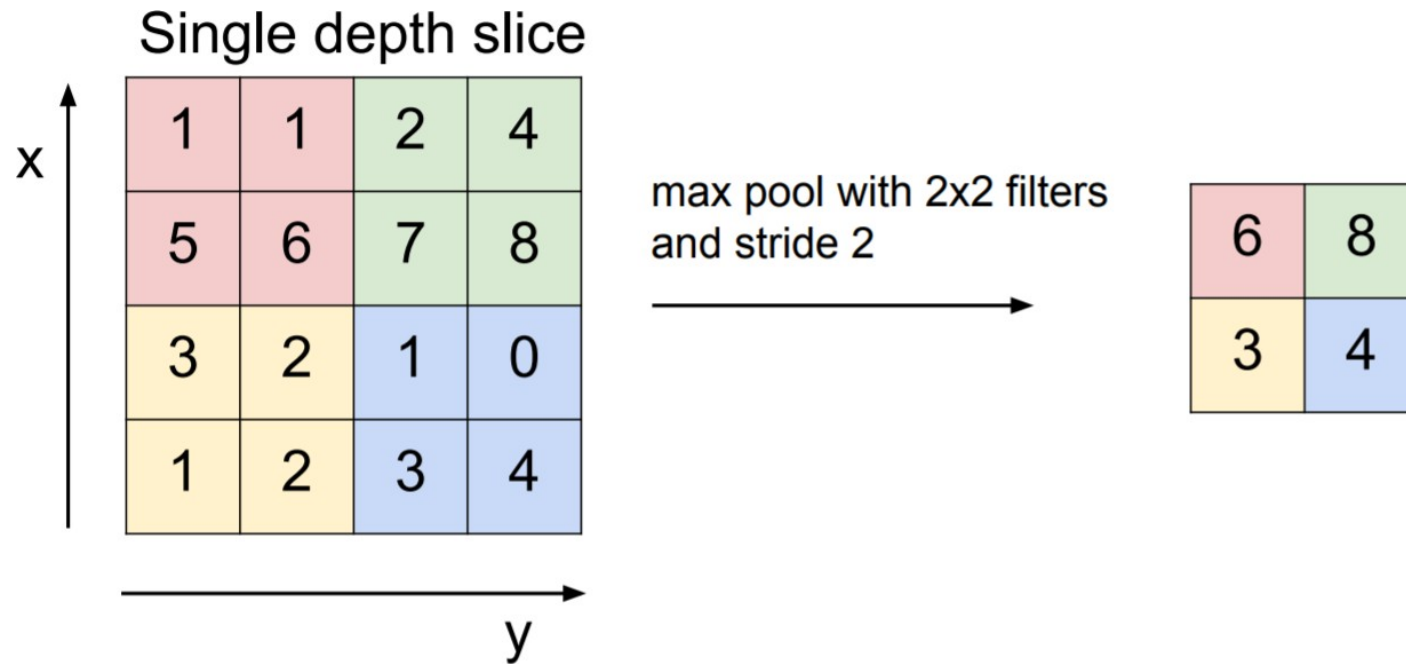 Single depth slice
x
1 1 2 4
5 6 7 8
3 2 1 0
1 2 3 4
y
max pool with 2x2 filters
and stride 2
6 8
3 4